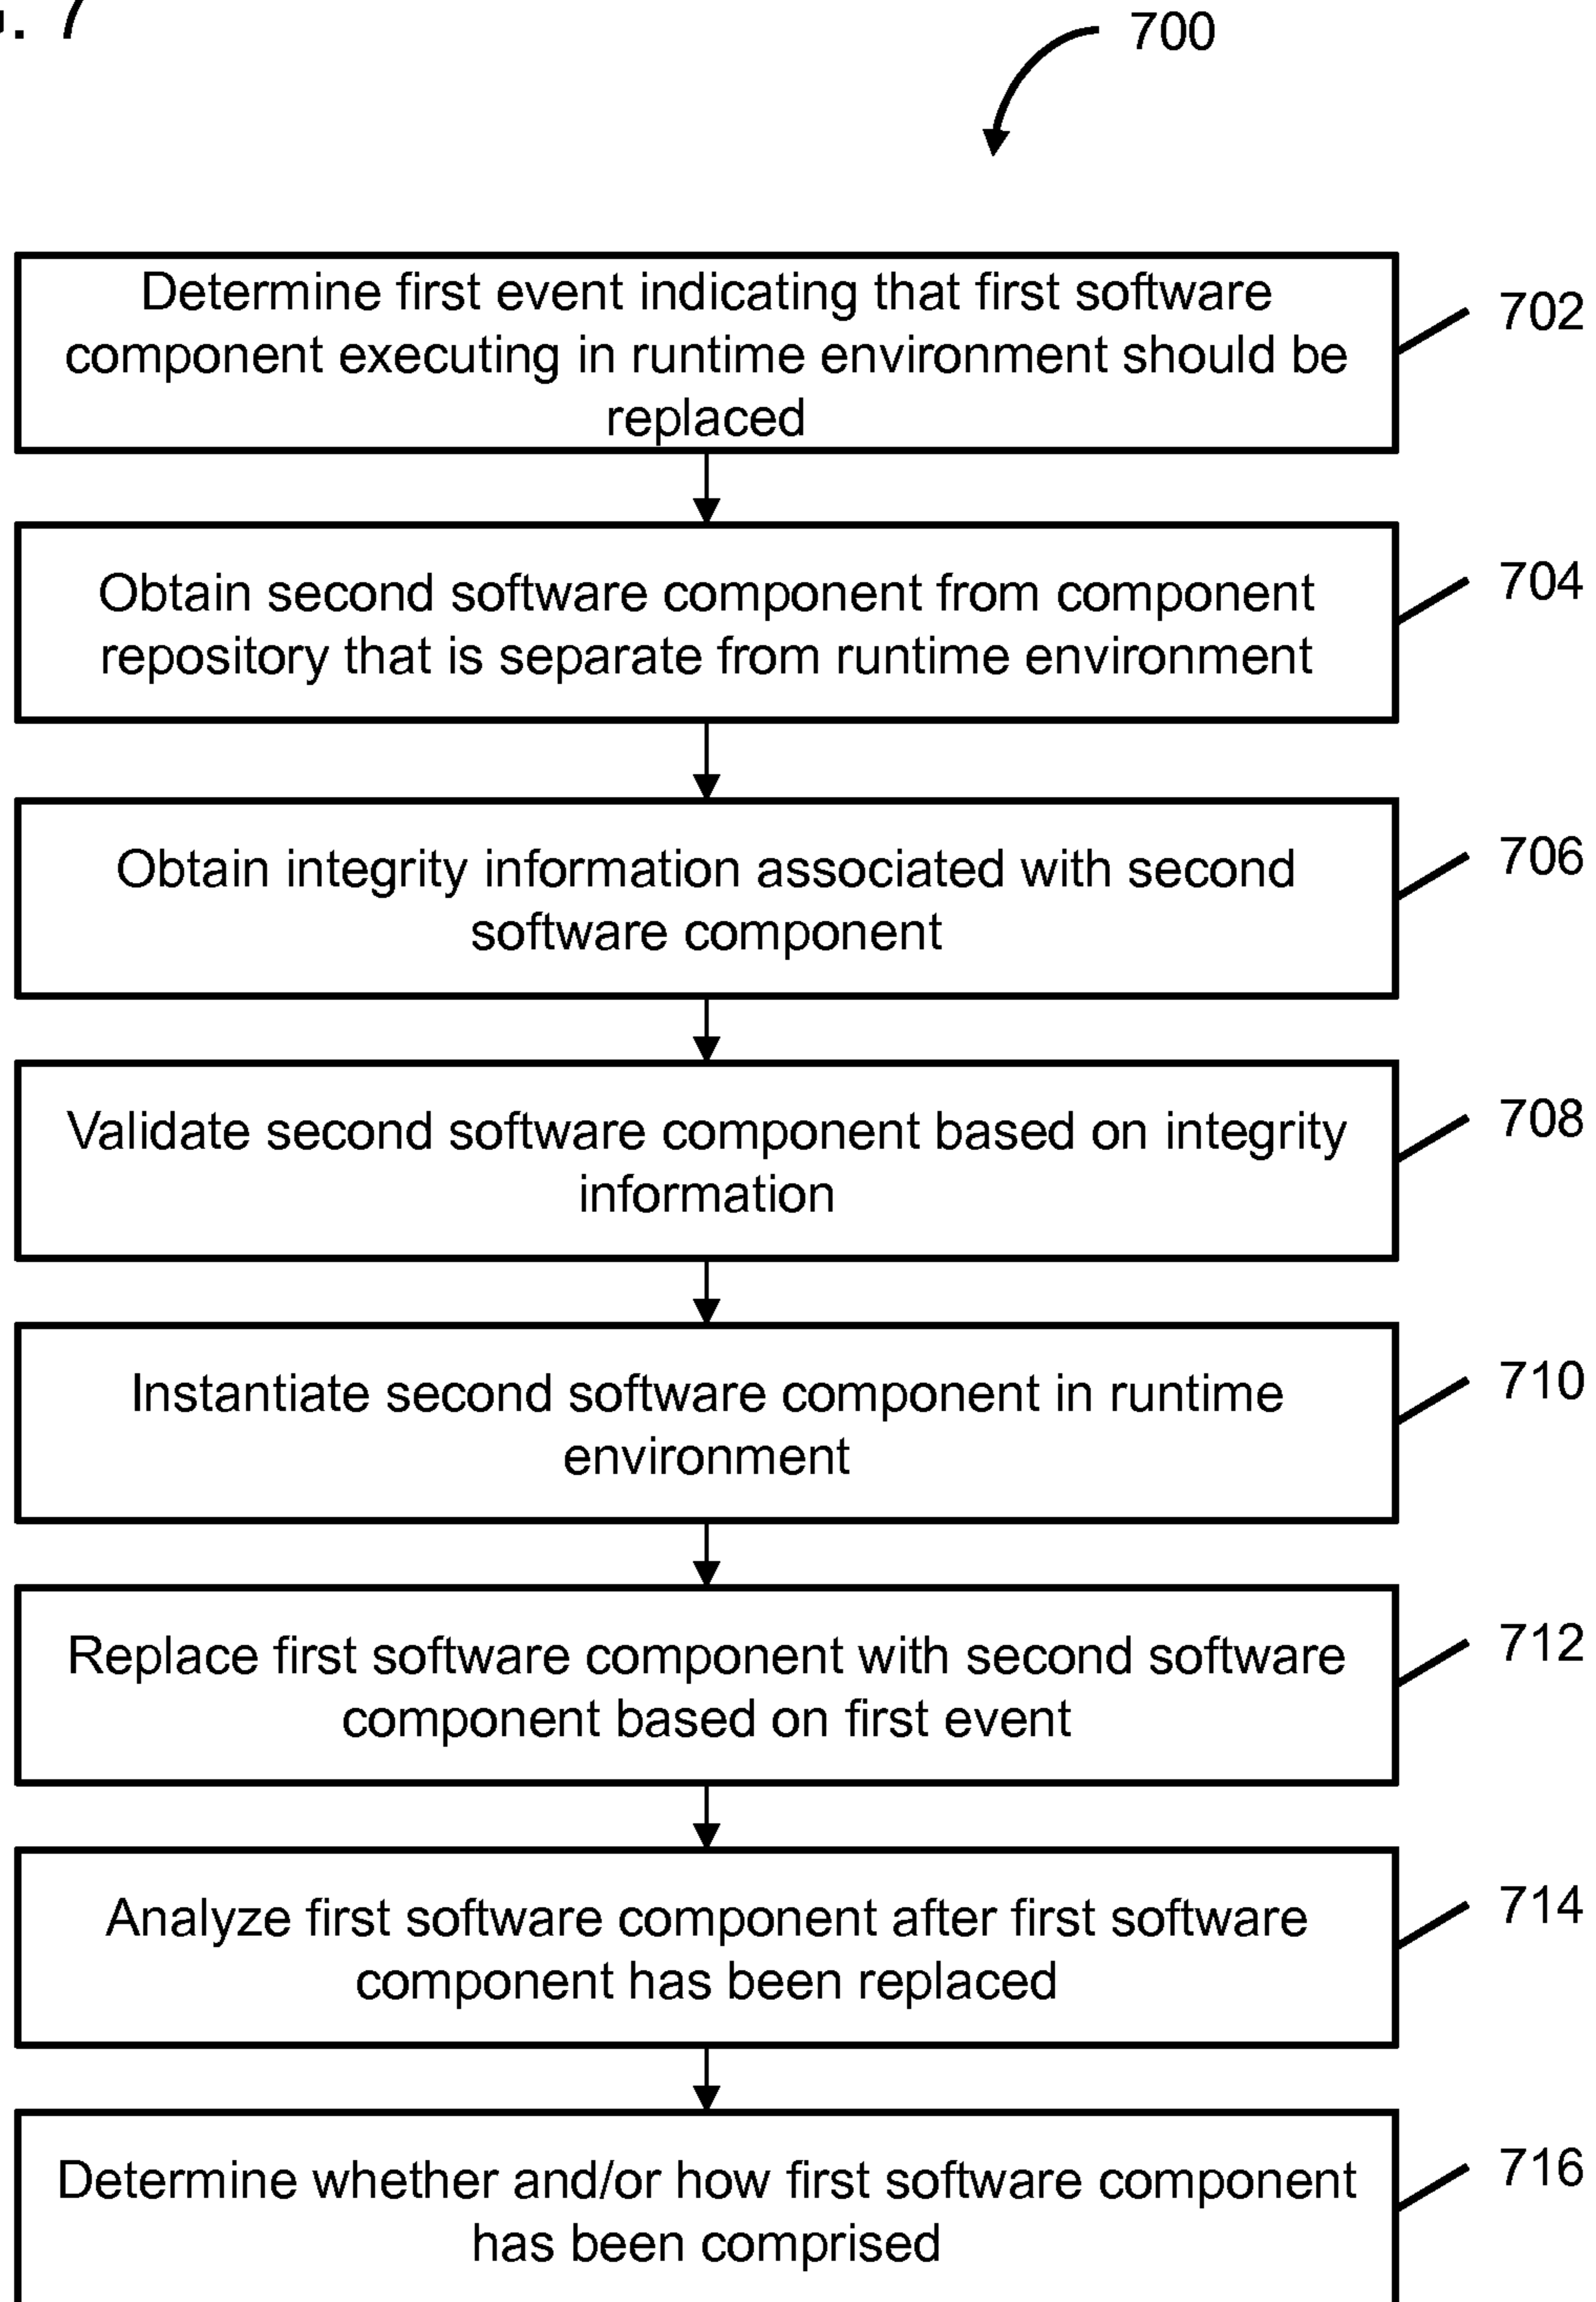 . 7
700
Determine first event indicating that first software
component executing in runtime environment should be
replaced
702
Obtain second software component from component
repository that is separate from runtime environment
704
Obtain integrity information associated with second
software component
706
Validate second software component based on integrity
information
708
Instantiate second software component in runtime
environment
710
Replace first software component with second software
component based on first event
712
Analyze first software component after first software
component has been replaced
714
Determine whether and/or how first software component
has been comprised
716